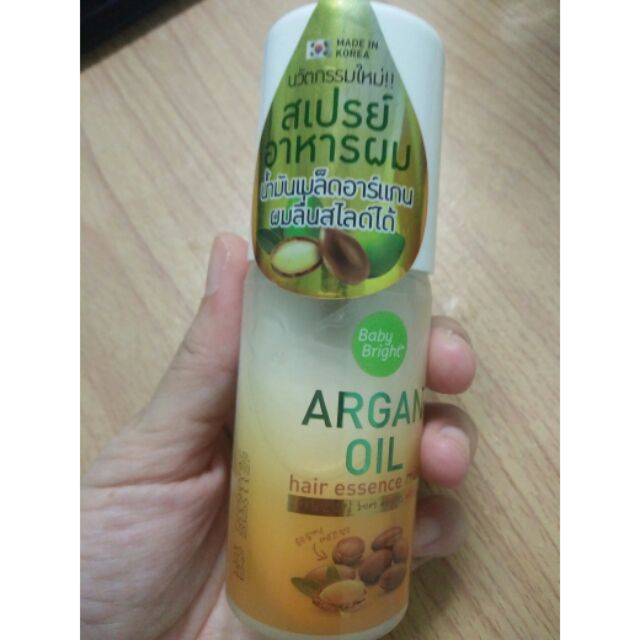 MADE IN
KOREA
นวัตกรรมใหม่!!
สเปรย์
อาหารผม
น้ำมันเมล็ดอาร์แกน
ผมลื่นสไลด์ได้
Baby
Bright
ARGAN
OIL
hair essence